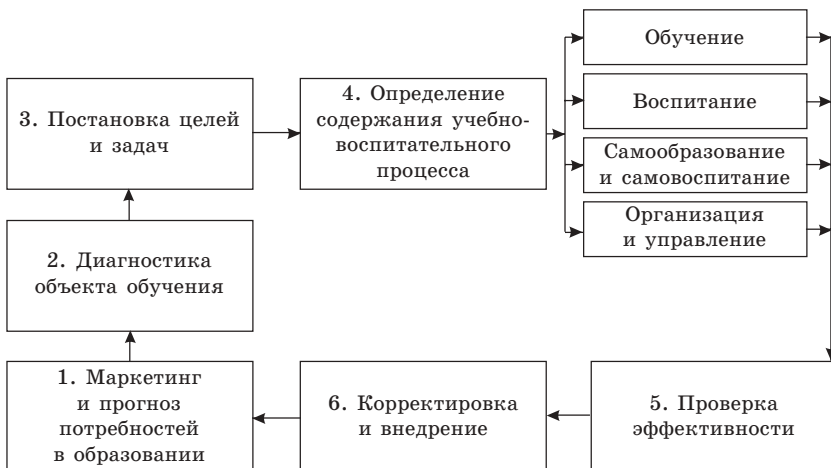 3. Постановка целей
и задач
4. Определение
содержания учебно-
воспитательного
процесса
Обучение
Воспитание
Самообразование
и самовоспитание
Организация
и управление
2. Диагностика
объекта обучения
1. Маркетинг
и прогноз
потребностей
в образовании
6. Корректировка
и внедрение
5. Проверка
эффективности